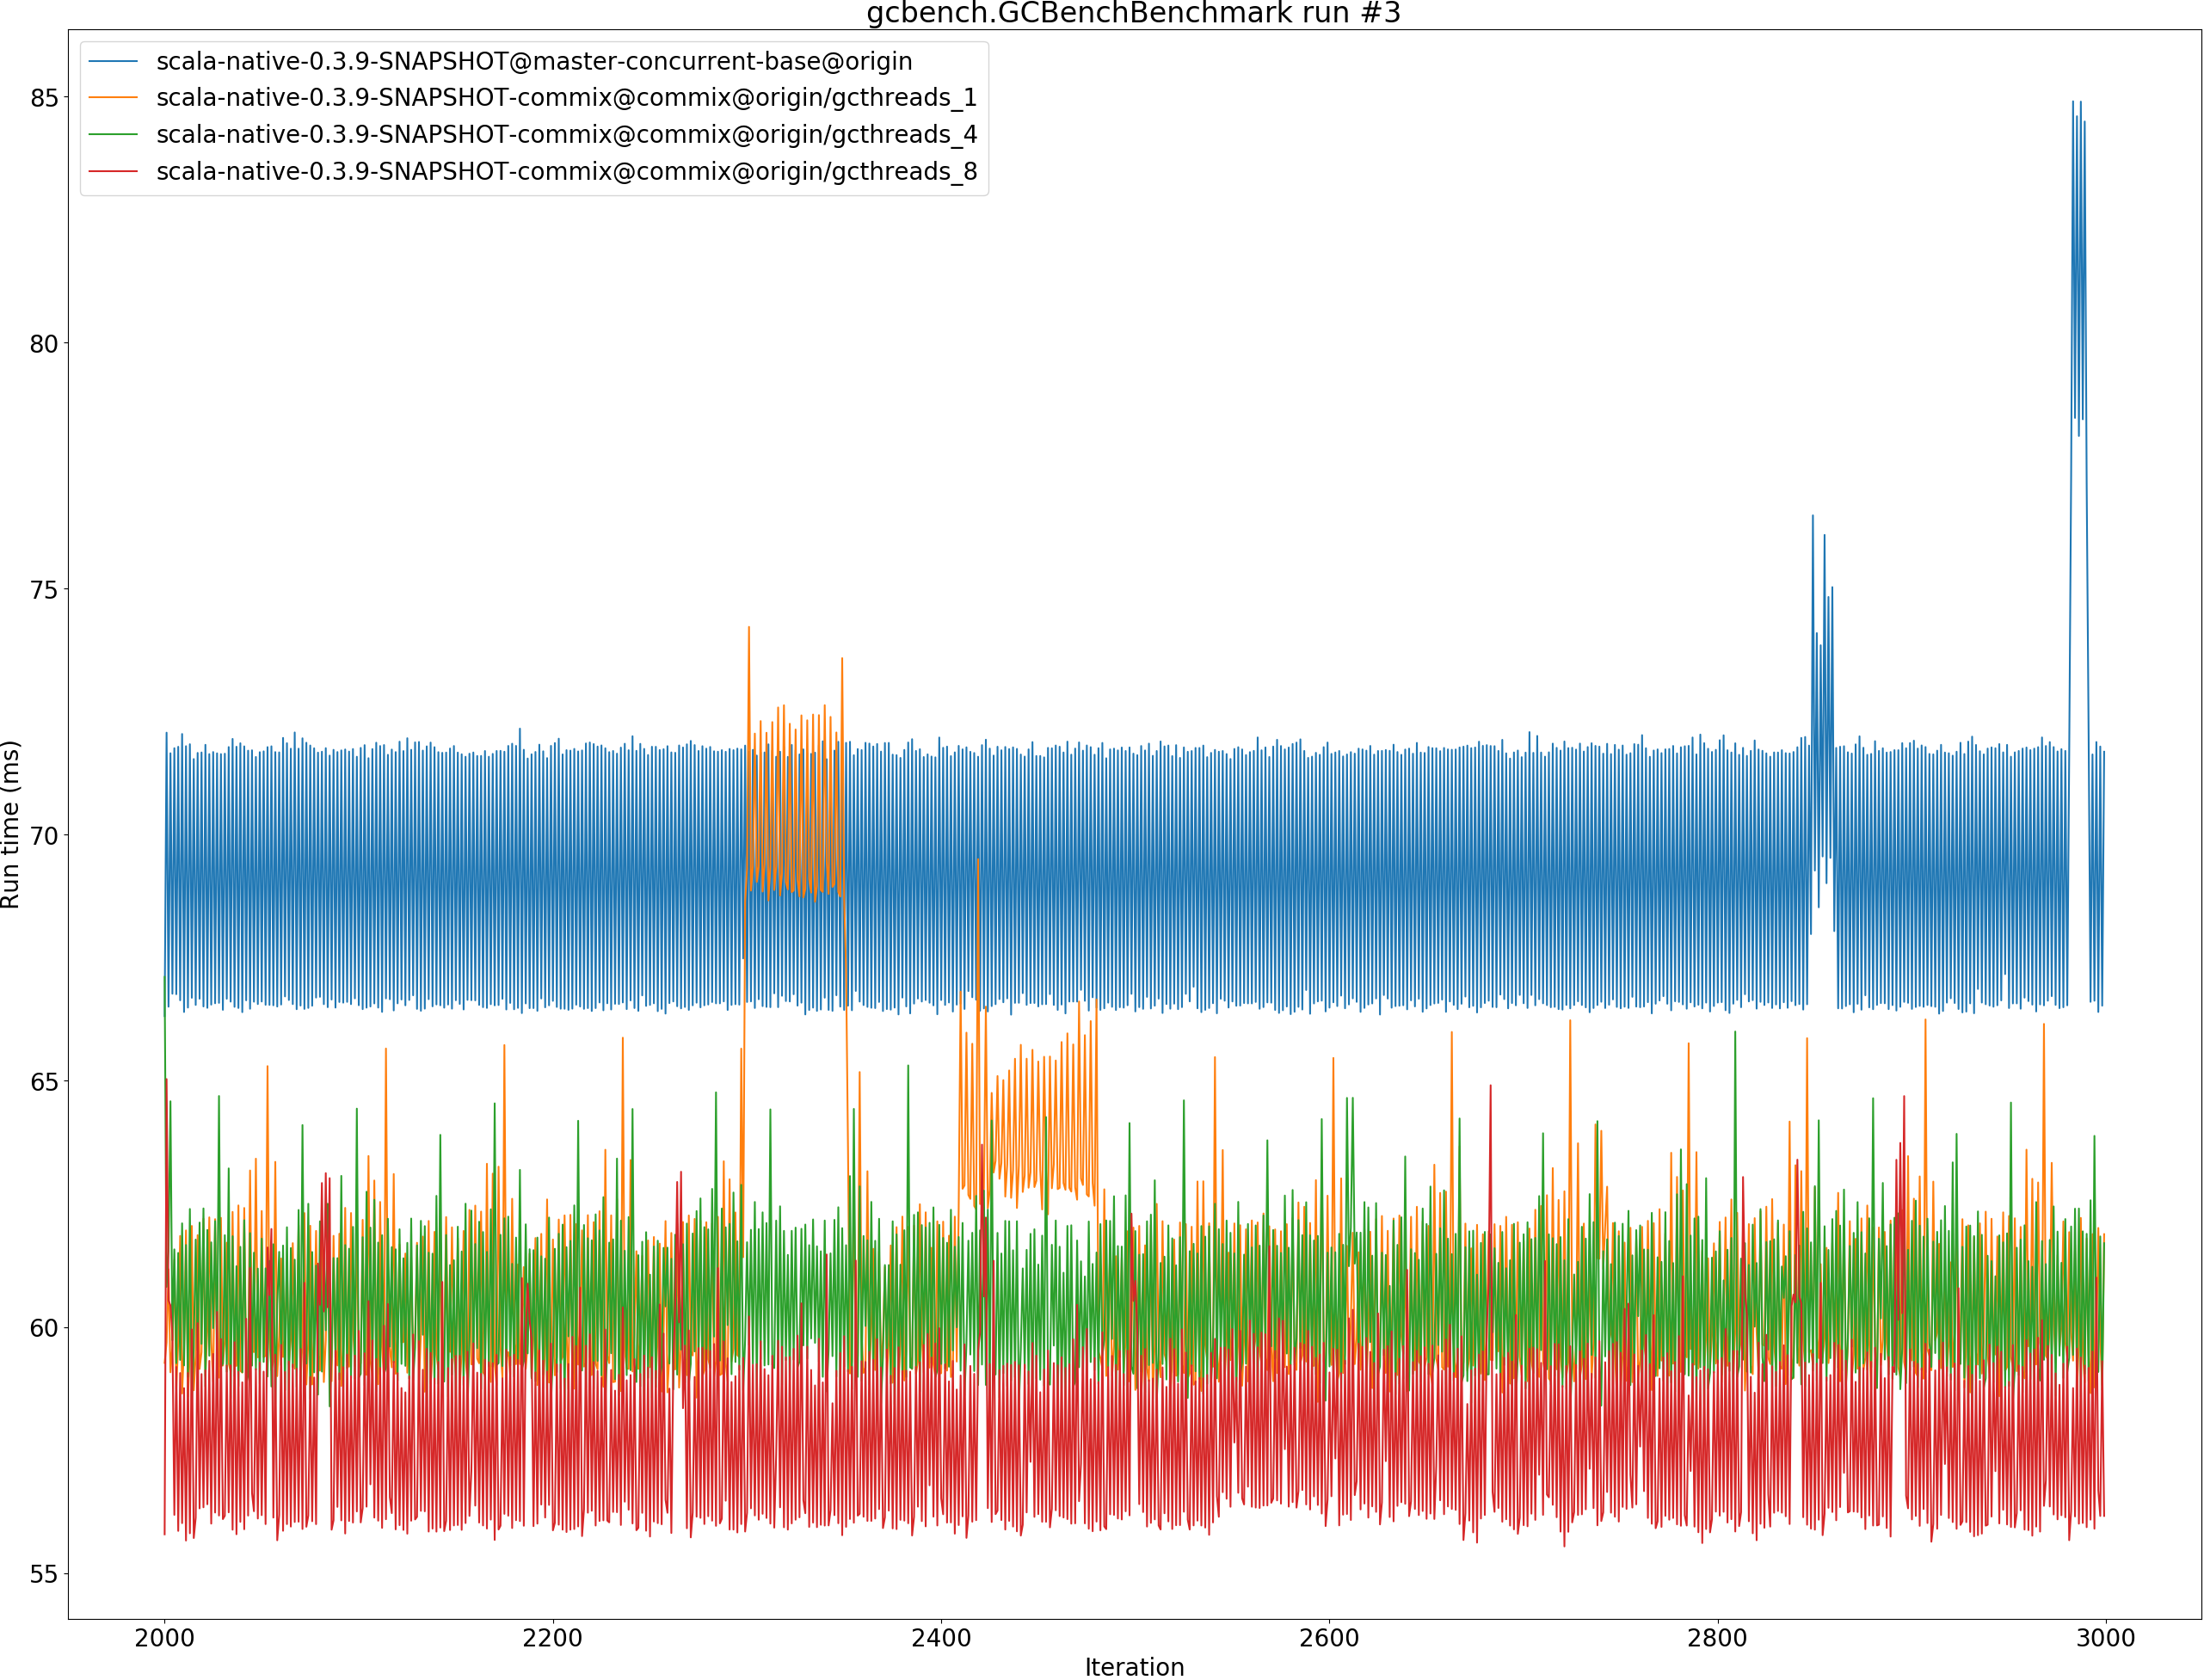 gcbench.GCBenchBenchmark run #3
scala-native-0.3.9-SNAPSHOT@master-concurrent-base@origin
scala-native-0.3.9-SNAPSHOT-commix@commix@origin/gcthreads_1
scala-native-0.3.9-SNAPSHOT-commix@commix@origin/gcthreads_4
scala-native-0.3.9-SNAPSHOT-commix@commix@origin/gcthreads_8
85
80
75
70
65
60
55
Run time (ms)
2000 2200 2400 2600 2800 3000
Iteration